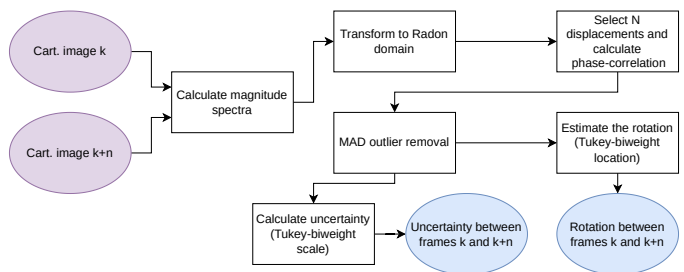 Cart. image k
Cart. image k+n
Calculate magnitude
spectra
Transform to Radon
domain
Select N
displacements and
calculate
phase-correlation
MAD outlier removal
Estimate the rotation
(Tukey-biweight
location)
Calculate uncertainty
(Tukey-biweight
scale)
Uncertainty between
frames k and k+n
Rotation between
frames k and k+n